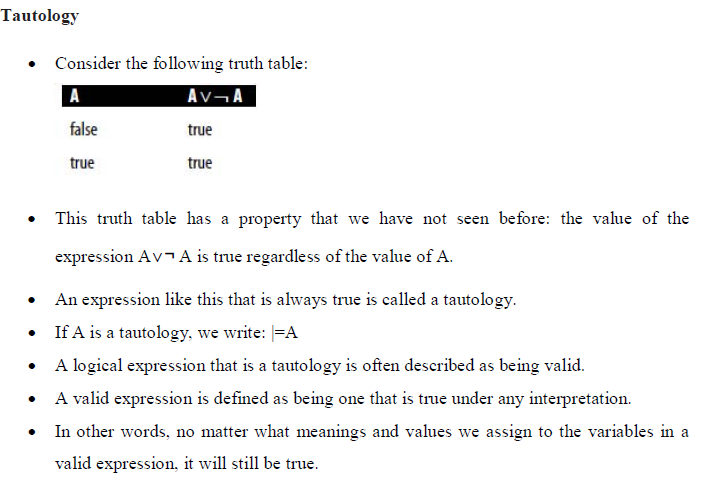 Tautology
• Consider the following truth table:
A A∨¬A
false true
true true
• This truth table has a property that we have not seen before: the value of the
expression A∨¬ A is true regardless of the value of A.
• An expression like this that is always true is called a tautology.
• If A is a tautology, we write: |=A
• A logical expression that is a tautology is often described as being valid.
• A valid expression is defined as being one that is true under any interpretation.
• In other words, no matter what meanings and values we assign to the variables in a
valid expression, it will still be true.